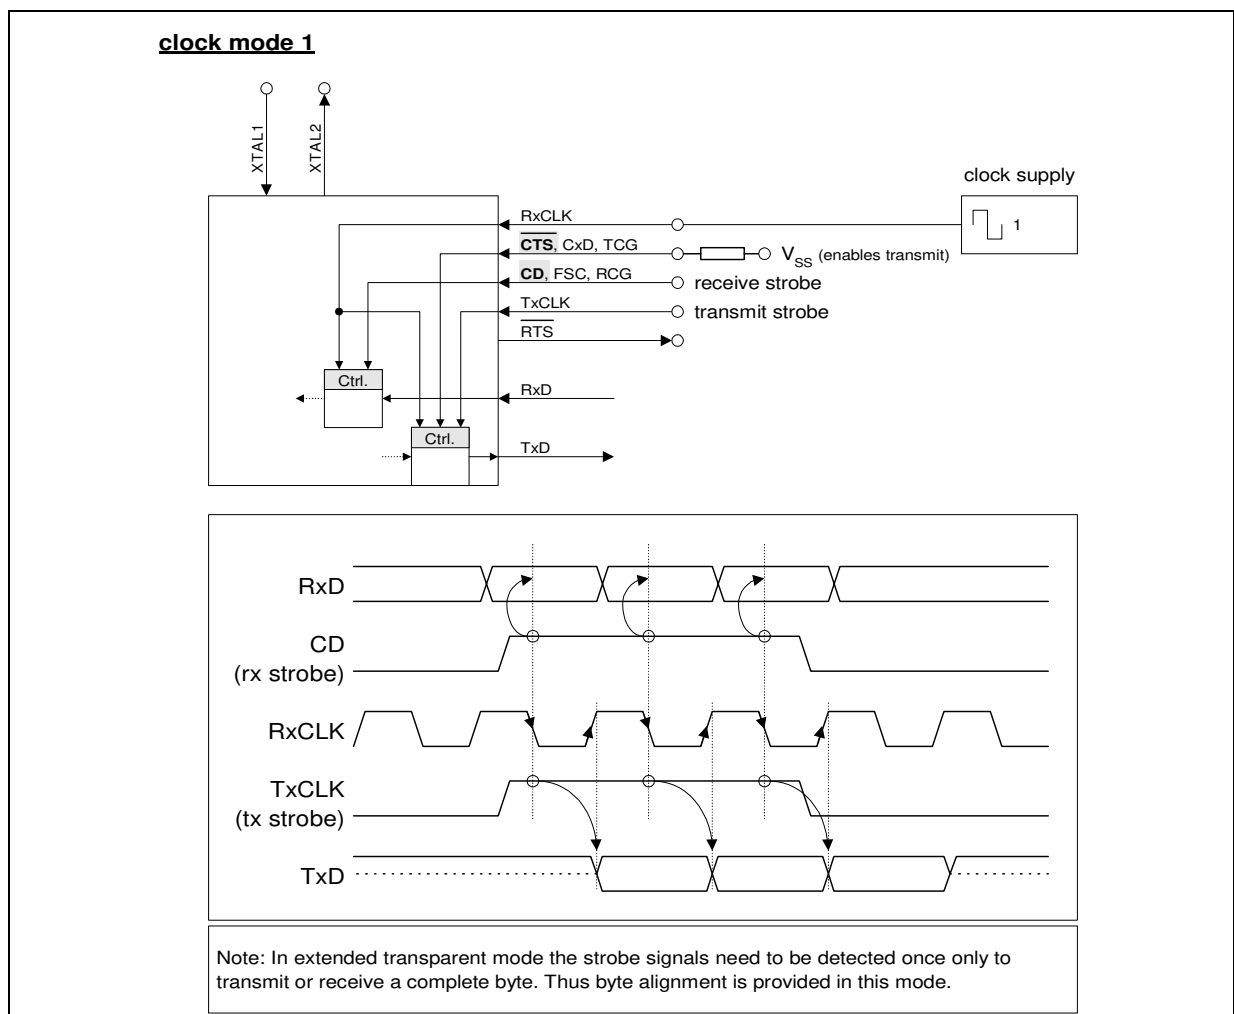 clock mode 1
XTAL1
XTAL2
clock supply
RxCLK
1
CTS, CxD, TCG
VSS (enables transmit)
CD, FSC, RCG
receive strobe
TxCLK
transmit strobe
RTS
Ctrl.
RxD
Ctrl.
TxD
RxD
CD
(rx strobe)
RxCLK
TxCLK
(tx strobe)
TxD
Note: In extended transparent mode the strobe signals need to be detected once only to
transmit or receive a complete byte. Thus byte alignment is provided in this mode.